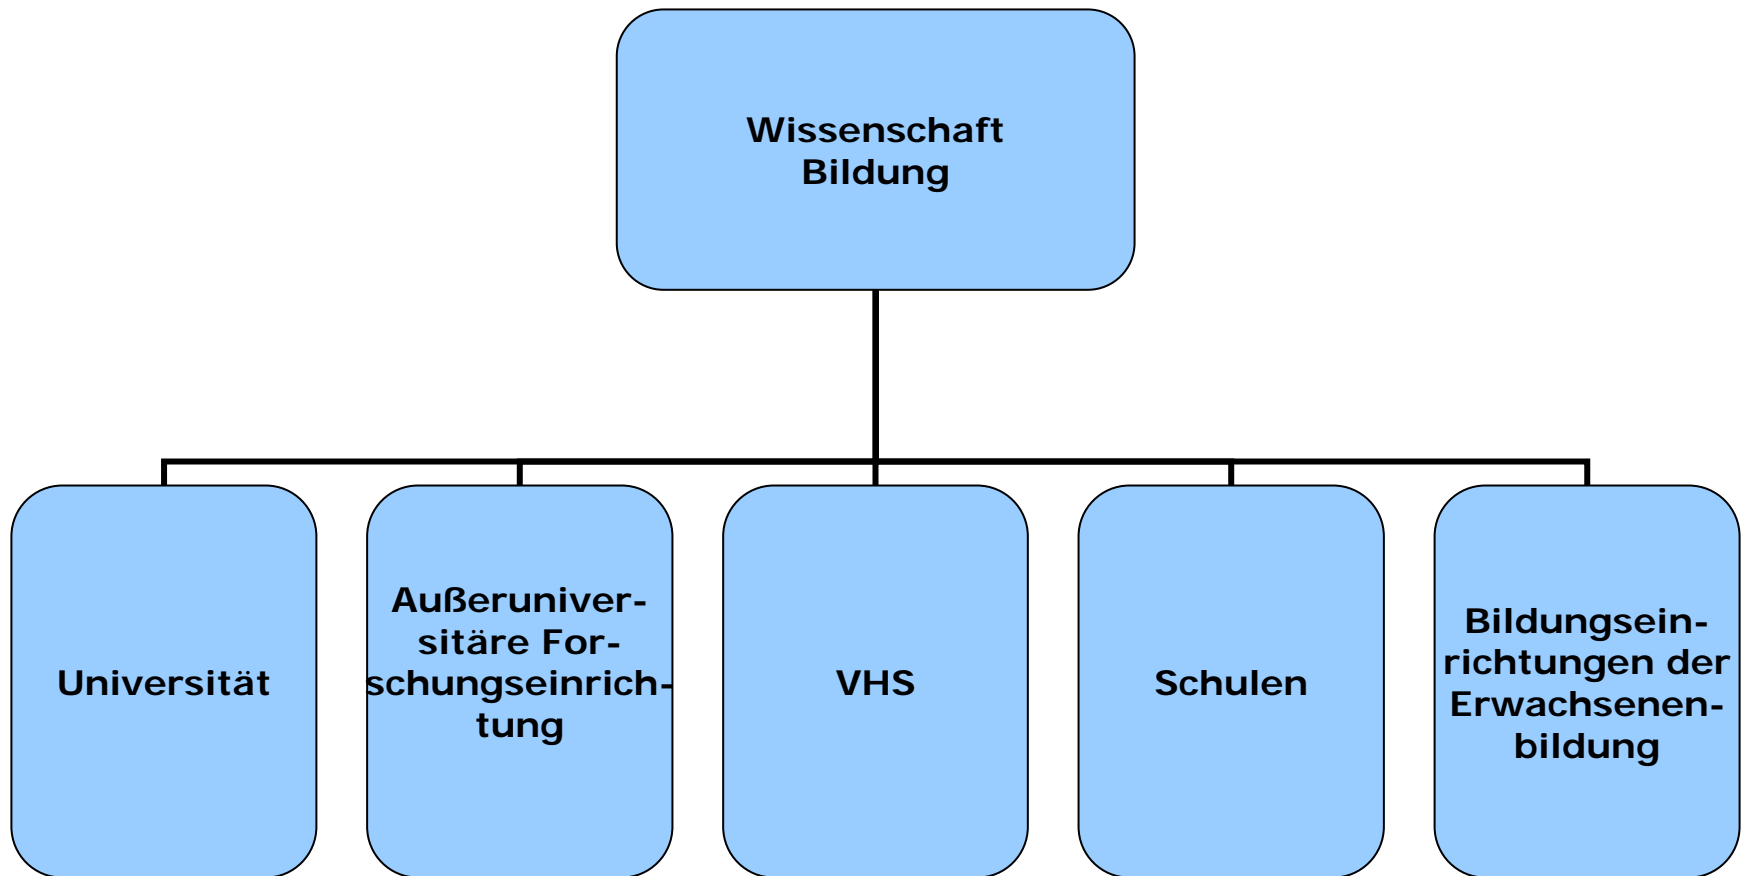 Wissenschaft
Bildung
Universität
Außeruniver-
sitäre For-
schungseinrich-
tung
VHS
Schulen
Bildungsein-
richtungen der
Erwachsenen-
bildung